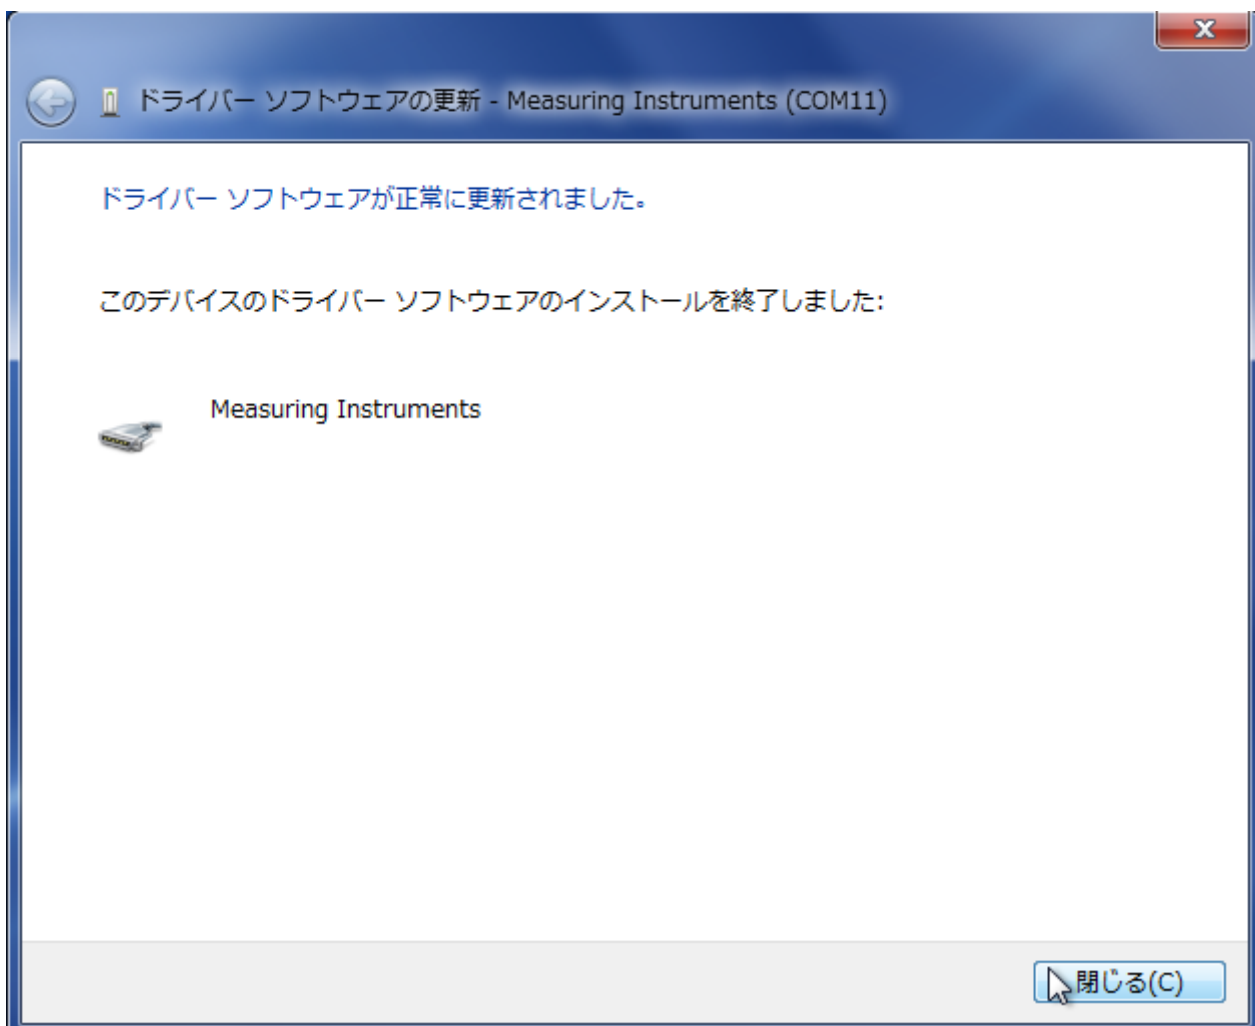 ドライバー ソフトウェアの更新 - Measuring Instruments (COM11)
ドライバー ソフトウェアが正常に更新されました。
このデバイスのドライバー ソフトウェアのインストールを終了しました:
Measuring Instruments
閉じる(C)